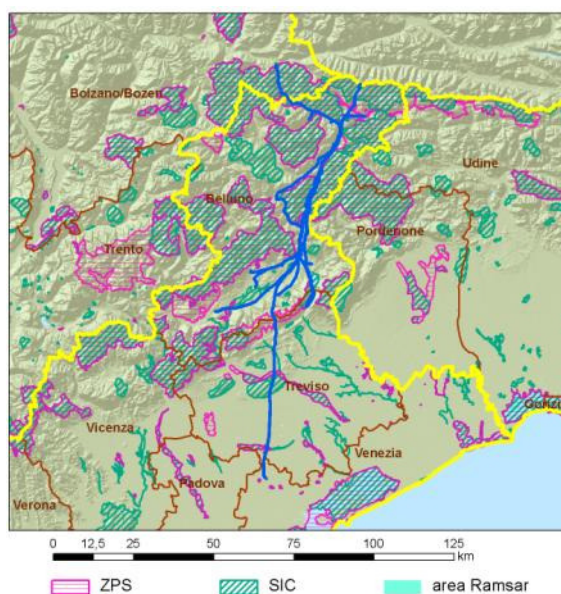 Bolzano/Bozen
Udine
Belluno
Pordenone
Trento
Treviso
Gorizia
Vicenza
Venezia
Padova
Verona
0 12,5 25 50 75 100 125
km
ZPS SIC area Ramsar